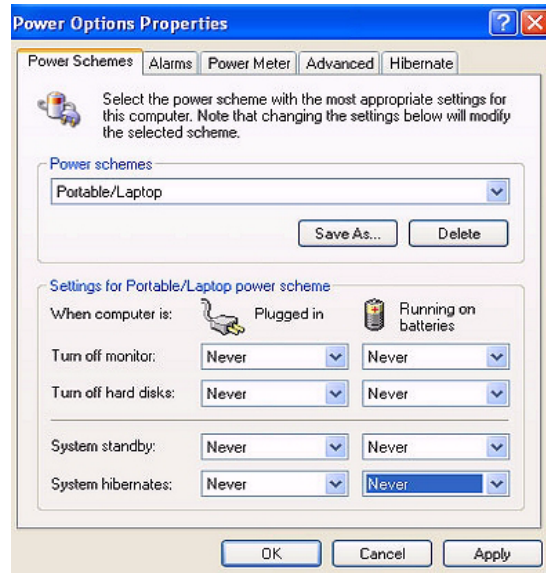 Power Options Properties
Power Schemes Alarms Power Meter Advanced Hibernate
Select the power scheme with the most appropriate settings for
this computer. Note that changing the settings below will modify
the selected scheme.
Power schemes
Portable/Laptop
Save As... Delete
Settings for Portable/Laptop power scheme
When computer is: Plugged in Running on
batteries
Turn off monitor: Never Never
Turn off hard disks: Never Never
System standby: Never Never
System hibernates: Never Never
OK Cancel Apply